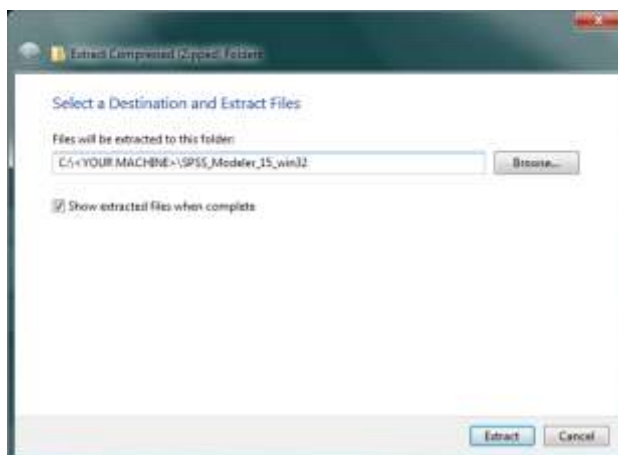 Extract Compressed (Zipped) Folders
Select a Destination and Extract Files
Files will be extracted to this folder:
C:\<YOUR MACHINE>\SPSS_Modeler_15_win32
Browse...
Show extracted files when complete
Extract
Cancel